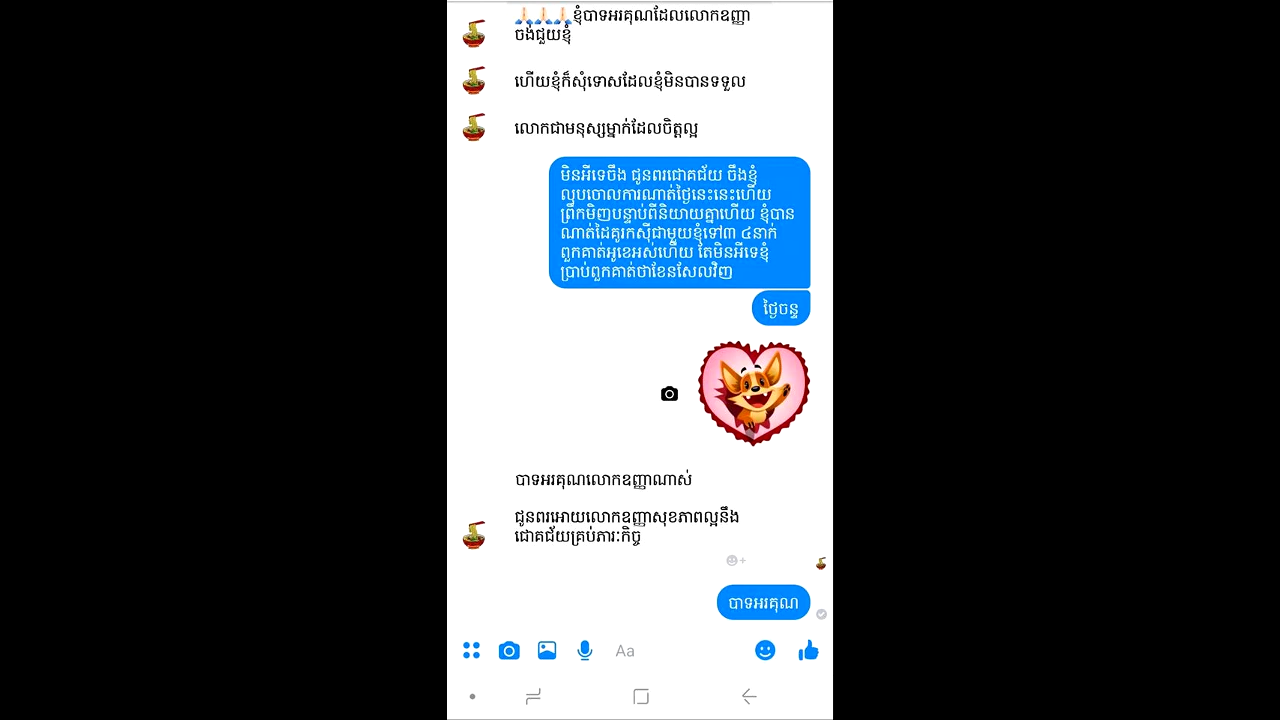 🙏🏻🙏🏻🙏🏻ខ្ញុំបាទអរគុណដែលលោកឧញ្ញា
ចង់ជួយខ្ញុំ
ហើយខ្ញុំក៏សុំទោសដែលខ្ញុំមិនបានទទួល
លោកជាមនុស្សម្នាក់ដែលចិត្តល្អ
មិនអីទេចឹង ជូនពរជោគជ័យ ចឹងខ្ញុំ
លុបចោលការណាត់ថ្ងៃនេះនេះហើយ
ព្រឹកមិញបន្ទាប់ពីនិយាយគ្នាហើយ ខ្ញុំបាន
ណាត់ដៃគូរកស៊ីជាមួយខ្ញុំទៅ៣ ៤នាក់
ពួកគាត់អូខេអស់ហើយ តែមិនអីទេខ្ញុំ
ប្រាប់ពួកគាត់ថាខែនសែលវិញ
ថ្ងៃចន្ទ
បាទអរគុណលោកឧញ្ញាណាស់
ជូនពរអោយលោកឧញ្ញាសុខភាពល្អនឹង
ជោគជ័យគ្រប់ភារៈកិច្ច
បាទអរគុណ
Aa